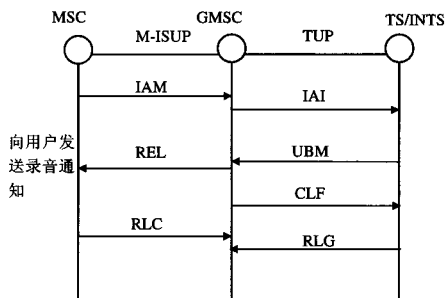 MSC
GMSC
TS/INTS
M-ISUP
TUP
IAM
IAI
向用户发
送录音通
知
UBM
REL
CLF
RLC
RLG